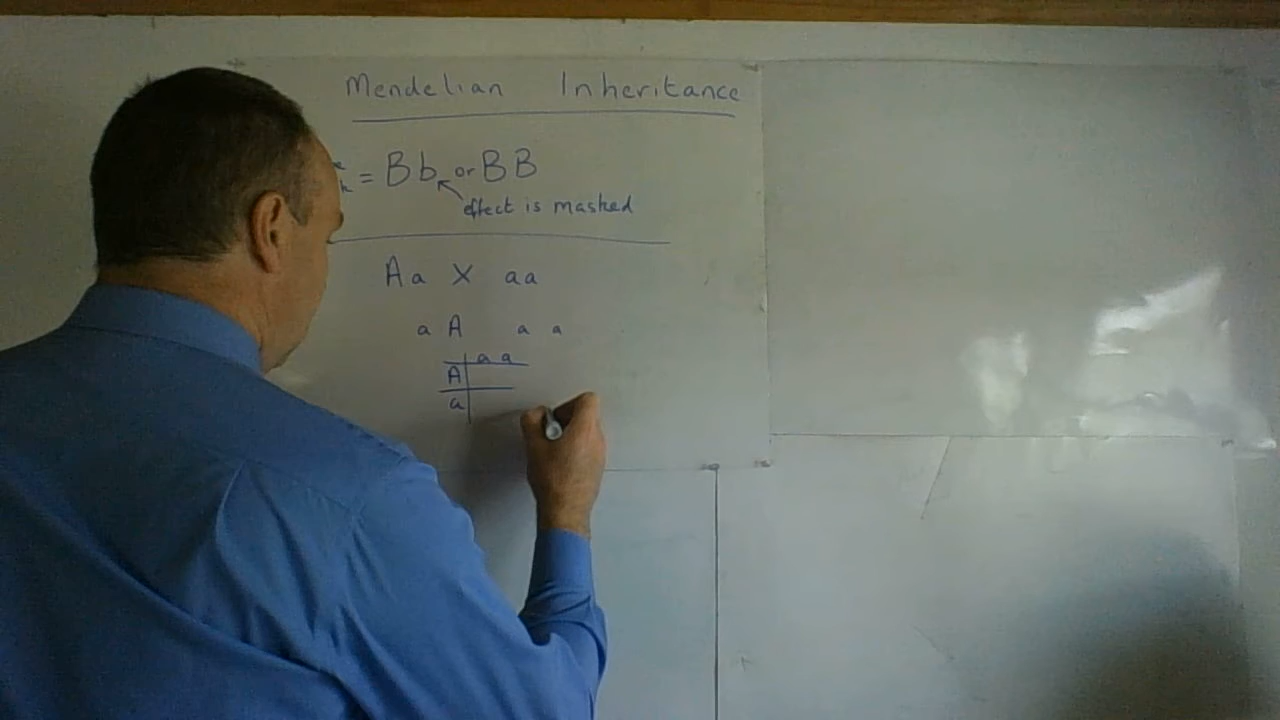 Mendelian Inheritance
= Bb or BB
effect is masked
Aa X aa
a A a a
a a
A
a